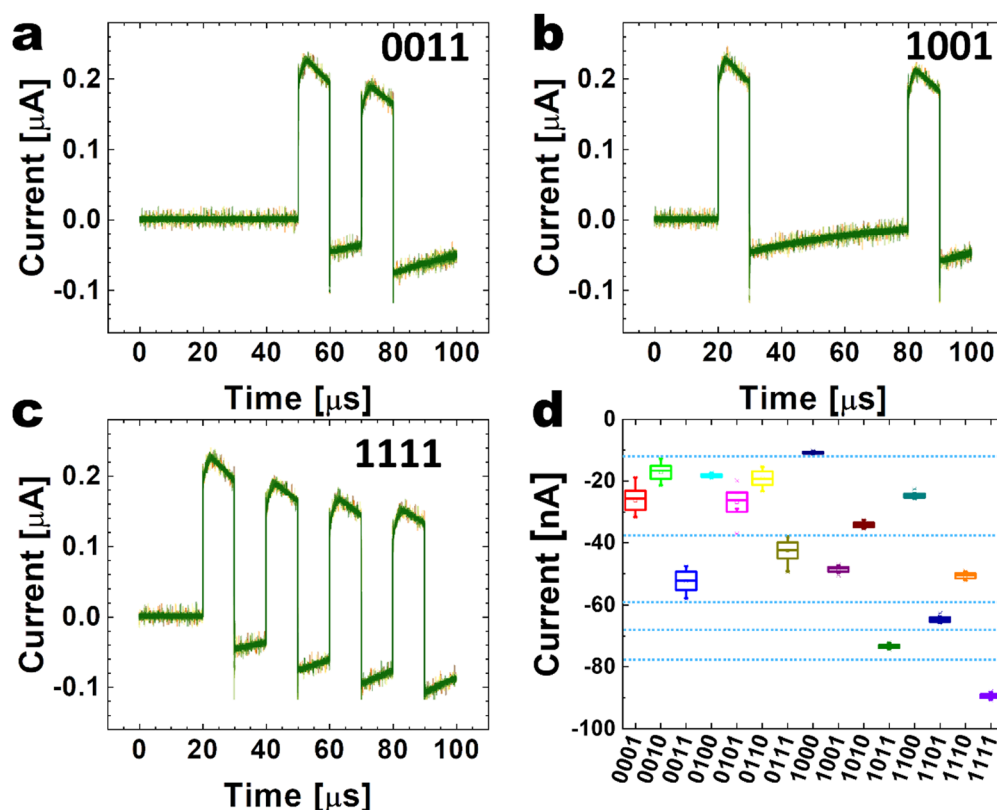 a
0011
Current [μA]
0.2
0.1
0.0
-0.1
0 20 40 60 80 100
Time [μs]
b
1001
Current [μA]
0.2
0.1
0.0
-0.1
0 20 40 60 80 100
Time [μs]
c
1111
Current [μA]
0.2
0.1
0.0
-0.1
0 20 40 60 80 100
Time [μs]
d
Current [nA]
0
-20
-40
-60
-80
-100
0001 0010 0011 0100 0101 0110 0111 1000 1001 1010 1011 1100 1101 1110 1111